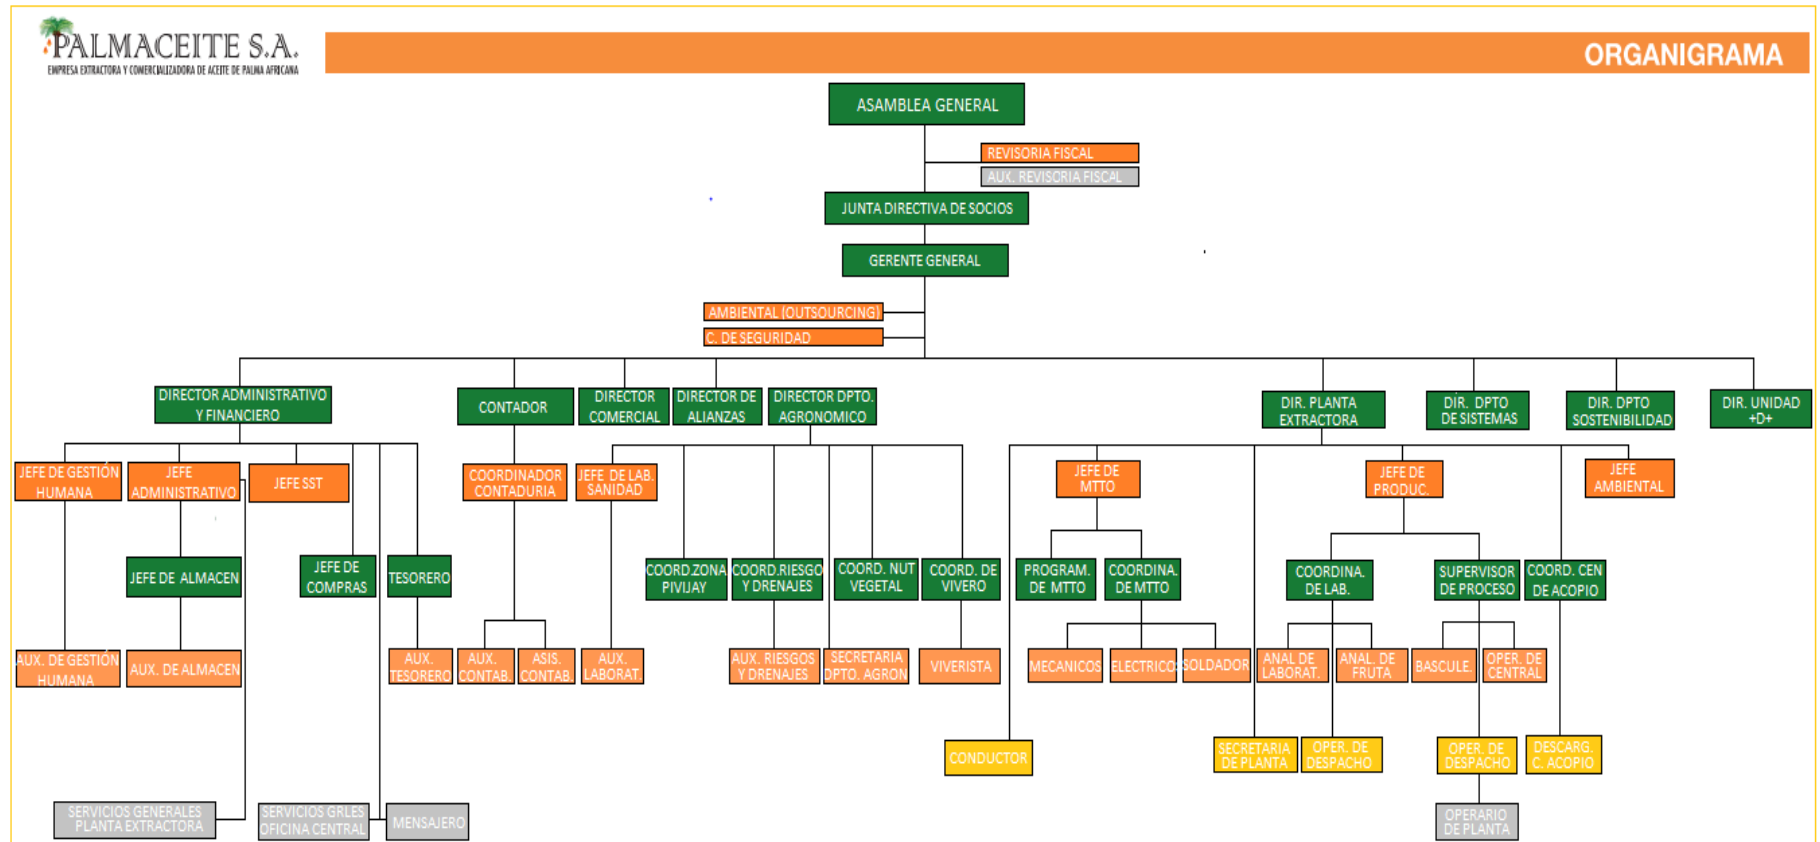 PALMACEITE S.A.
EMPRESA EXTRACTORA Y COMERCIALIZADORA DE ACEITE DE PALMA AFRICANA
ORGANIGRAMA
ASAMBLEA GENERAL
REVISORIA FISCAL
AUX. REVISORIA FISCAL
JUNTA DIRECTIVA DE SOCIOS
GERENTE GENERAL
AMBIENTAL (OUTSOURCING)
C. DE SEGURIDAD
DIRECTOR ADMINISTRATIVO
Y FINANCIERO
CONTADOR
DIRECTOR
COMERCIAL
DIRECTOR DE
ALIANZAS
DIRECTOR DPTO.
AGRONOMICO
DIR. PLANTA
EXTRACTORA
DIR. DPTO
DE SISTEMAS
DIR. DPTO
SOSTENIBILIDAD
DIR. UNIDAD
+D+
JEFE DE GESTIÓN
HUMANA
JEFE
ADMINISTRATIVO
JEFE SST
COORDINADOR
CONTADURIA
JEFE DE LAB.
SANIDAD
JEFE DE
MTTO
JEFE DE
PRODUC.
JEFE
AMBIENTAL
JEFE DE ALMACEN
JEFE DE
COMPRAS
TESORERO
COORD.ZONA
PIVIJAY
COORD.RIESGO
Y DRENAJES
COORD. NUT
VEGETAL
COORD. DE
VIVERO
PROGRAM.
DE MTTO
COORDINA.
DE MTTO
COORDINA.
DE LAB.
SUPERVISOR
DE PROCESO
COORD. CEN
DE ACOPIO
AUX. DE GESTIÓN
HUMANA
AUX. DE ALMACEN
AUX.
TESORERO
AUX.
CONTAB.
ASIS.
CONTAB.
AUX.
LABORAT.
AUX. RIESGOS
Y DRENAJES
SECRETARIA
DPTO. AGRON
VIVERISTA
MECANICOS
ELECTRICOS
SOLDADOR
ANAL DE
LABORAT.
ANAL. DE
FRUTA
BASCULE.
OPER. DE
CENTRAL
CONDUCTOR
SECRETARIA
DE PLANTA
OPER. DE
DESPACHO
OPER. DE
DESPACHO
DESCARG.
C. ACOPIO
SERVICIOS GENERALES
PLANTA EXTRACTORA
SERVICIOS GRLES
OFICINA CENTRAL
MENSAJERO
OPERARIO
DE PLANTA